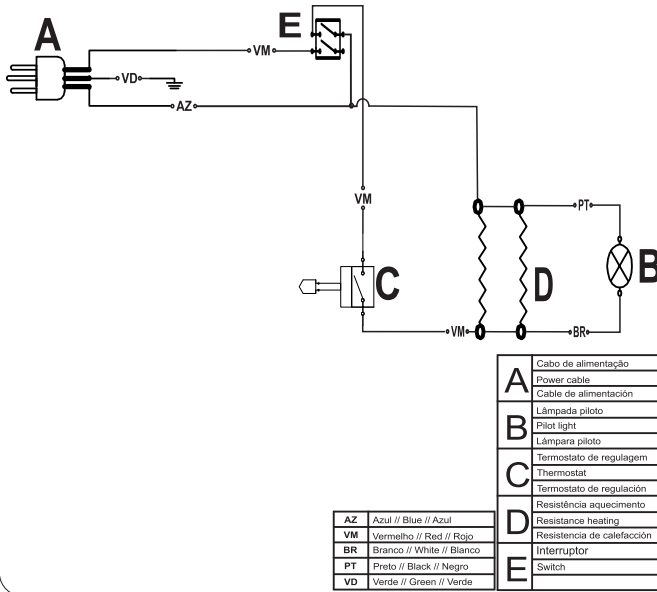 A
E
VM
VD
AZ
VM
C
D
PT
B
VM
BR
A
Cabo de alimentação
Power cable
Cable de alimentación
B
Lâmpada piloto
Pilot light
Lámpara piloto
C
Termostato de regulagem
Thermostat
Termostato de regulación
D
Resistência aquecimento
Resistance heating
Resistencia de calefacción
E
Interruptor
Switch
AZ Azul // Blue // Azul
VM Vermelho // Red // Rojo
BR Branco // White // Blanco
PT Preto // Black // Negro
VD Verde // Green // Verde